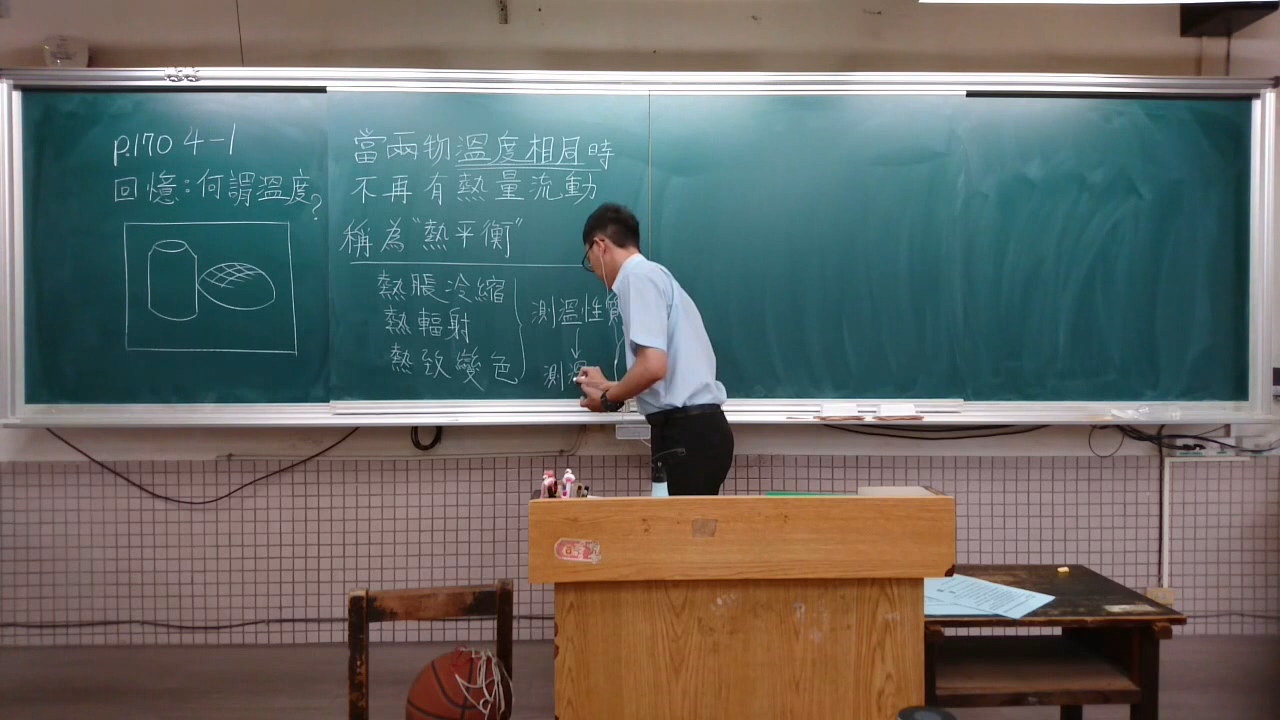 p.170 4-1
回憶：何謂溫度？
當兩物溫度相同時
不再有熱量流動
稱為"熱平衡"
熱脹冷縮
熱輻射
熱致變色
測溫性質
測溫